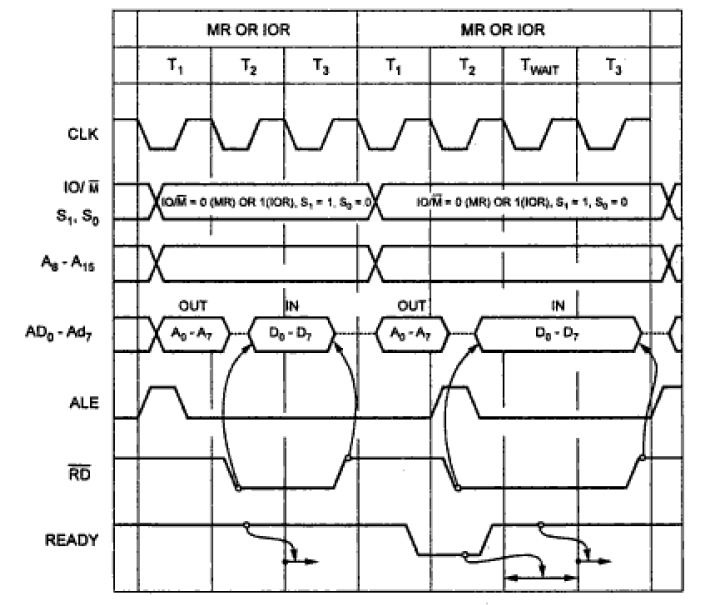 MR OR IOR MR OR IOR
T1 T2 T3 T1 T2 TWAIT T3
CLK
IO/ M̅
S1, S0
IO/M̅ = 0 (MR) OR 1(IOR), S1 = 1, S0 = 0 IO/M̅ = 0 (MR) OR 1(IOR), S1 = 1, S0 = 0
A8 - A15
OUT IN OUT IN
AD0 - Ad7 A0 - A7 D0 - D7 A0 - A7 D0 - D7
ALE
R̅D̅
READY